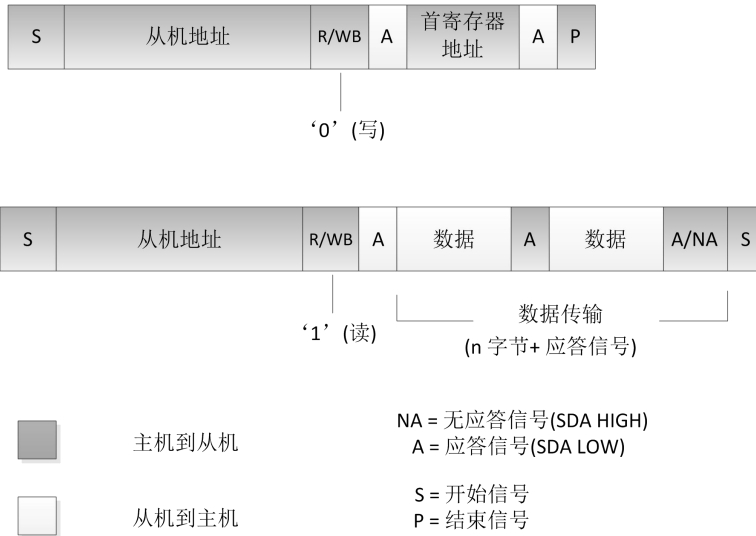 S 从机地址 R/WB A 首寄存器地址 A P
‘0’ (写)
S 从机地址 R/WB A 数据 A 数据 A/NA S
‘1’ (读)
数据传输
(n 字节+ 应答信号)
主机到从机
从机到主机
NA = 无应答信号(SDA HIGH)
A = 应答信号(SDA LOW)
S = 开始信号
P = 结束信号